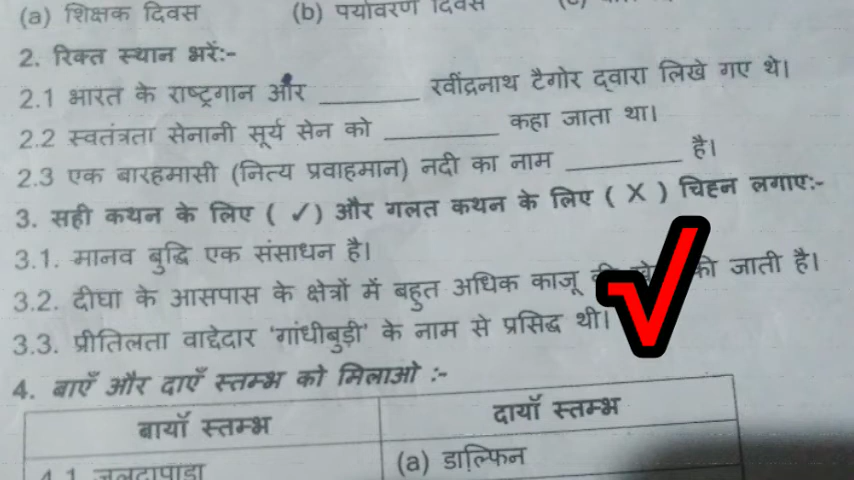 (a) शिक्षक दिवस (b) पर्यावरण दिवस
2. रिक्त स्थान भरें:-
2.1 भारत के राष्ट्रगान और ________ रवींद्रनाथ टैगोर द्वारा लिखे गए थे।
2.2 स्वतंत्रता सेनानी सूर्य सेन को ________ कहा जाता था।
2.3 एक बारहमासी (नित्य प्रवाहमान) नदी का नाम ________ है।
3. सही कथन के लिए ( ✓ ) और गलत कथन के लिए ( X ) चिह्न लगाए:-
3.1. मानव बुद्धि एक संसाधन है।
3.2. दीघा के आसपास के क्षेत्रों में बहुत अधिक काजू की जाती है।
3.3. प्रीतिलता वाद्देदार 'गांधीबुड़ी' के नाम से प्रसिद्ध थी।
4. बाएँ और दाएँ स्तम्भ को मिलाओ :-
बायाँ स्तम्भ दायाँ स्तम्भ
4.1 जलदापाड़ा (a) डाल्फिन